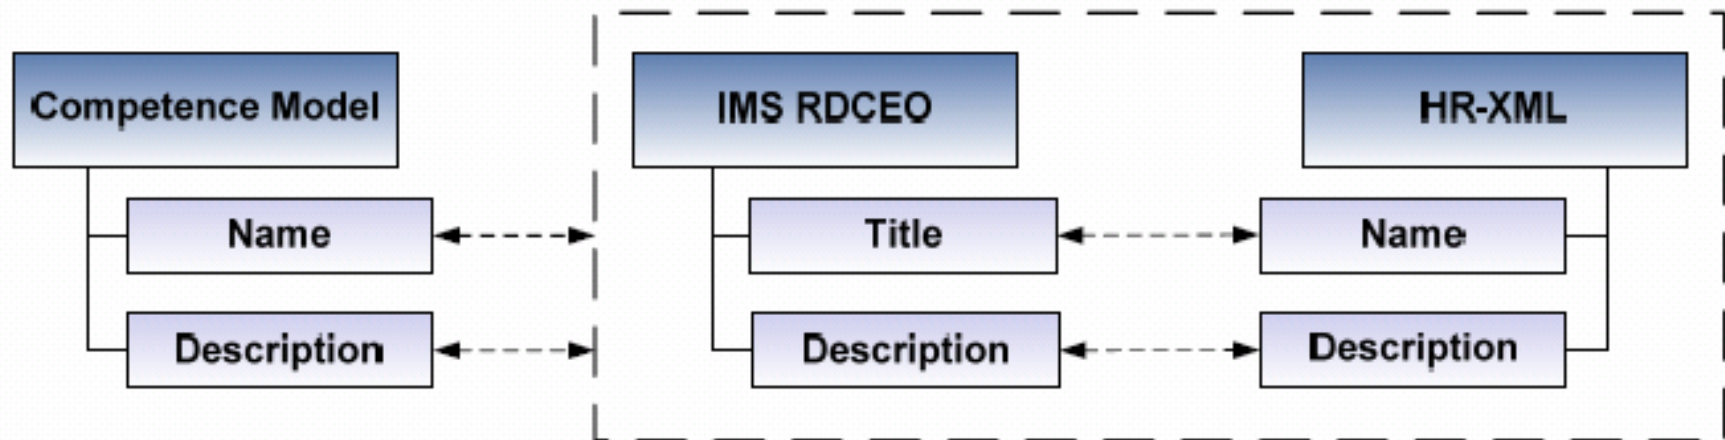 Competence Model
IMS RDCEO
HR-XML
Name
Title
Name
Description
Description
Description